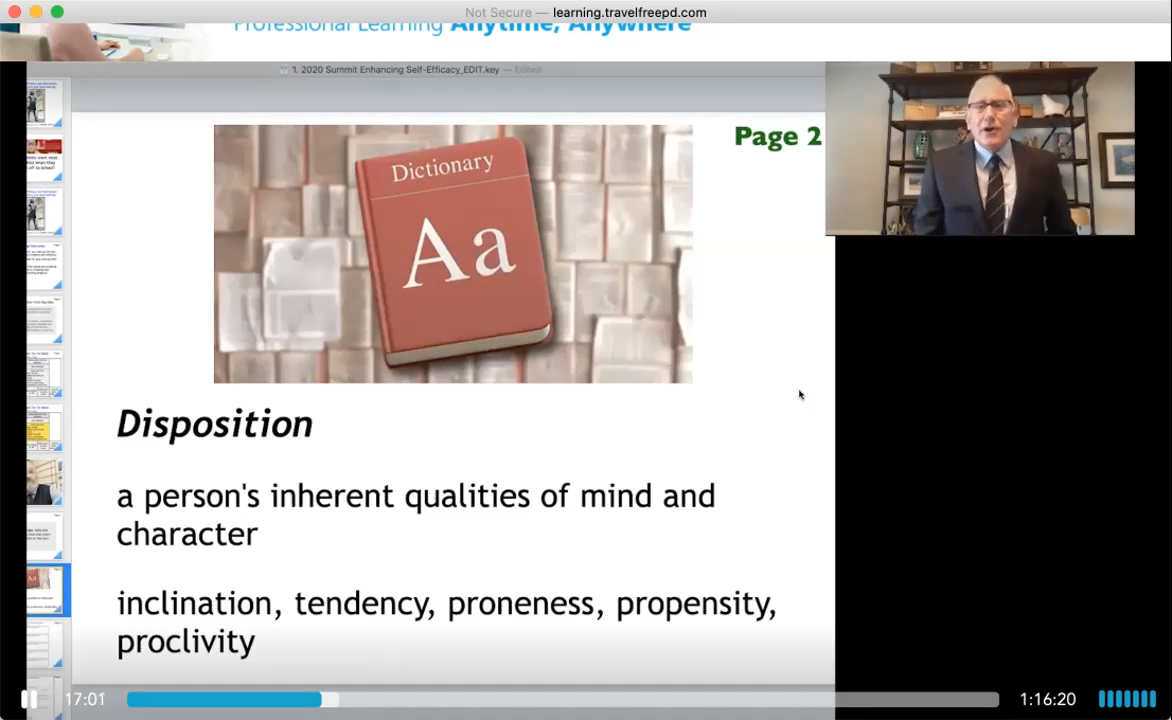 Not Secure — learning.travelfreepd.com
Professional Learning Anytime, Anywhere
1. 2020 Summit Enhancing Self-Efficacy_EDIT.key — Edited
Page 2
Dictionary
Aa
Disposition
a person's inherent qualities of mind and
character
inclination, tendency, proneness, propensity,
proclivity
17:01
1:16:20